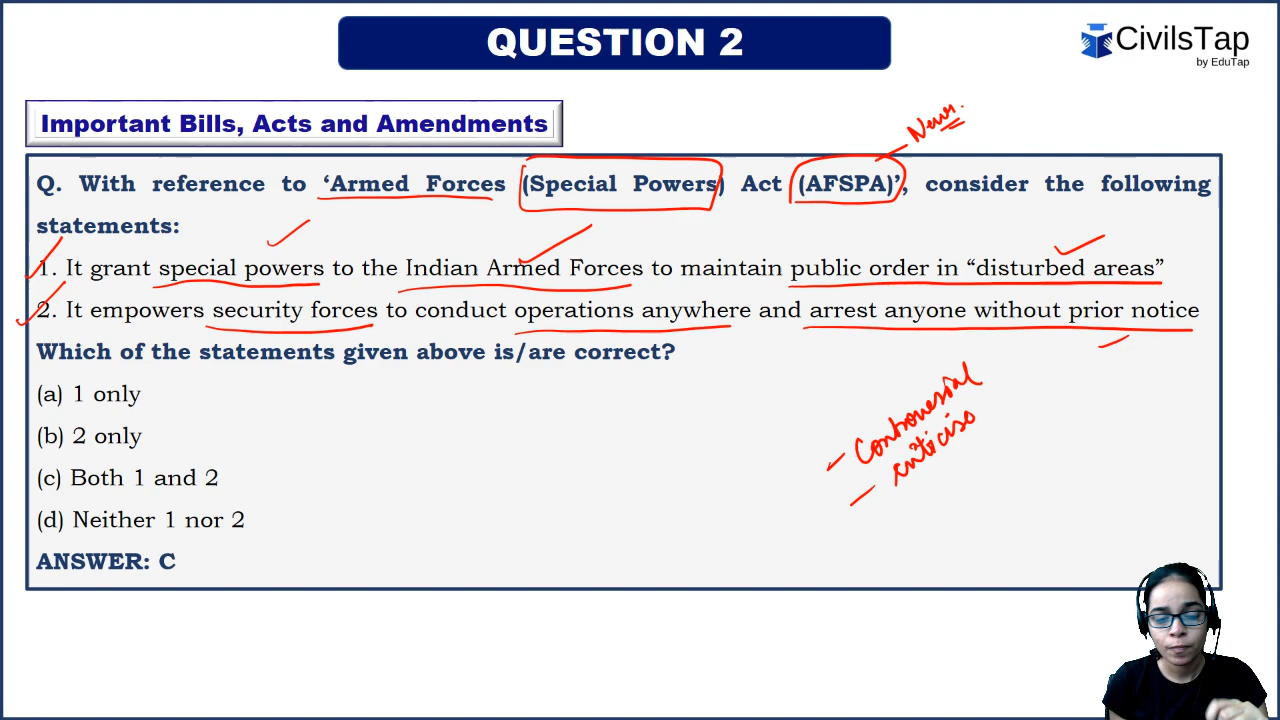 QUESTION 2
CivilsTap
by EduTap
Important Bills, Acts and Amendments
News.
Q. With reference to ‘Armed Forces (Special Powers) Act (AFSPA)’, consider the following
statements:
1. It grant special powers to the Indian Armed Forces to maintain public order in “disturbed areas”
2. It empowers security forces to conduct operations anywhere and arrest anyone without prior notice
Which of the statements given above is/are correct?
(a) 1 only
(b) 2 only
(c) Both 1 and 2
(d) Neither 1 nor 2
ANSWER: C
- Controversial
- criticiso